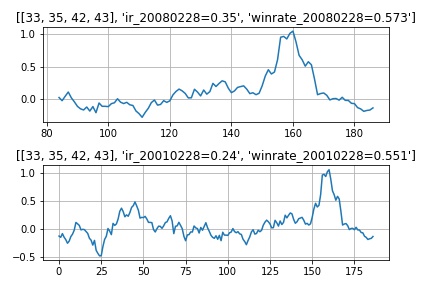 [[33, 35, 42, 43], 'ir_20080228=0.35', 'winrate_20080228=0.573']
1.0
0.5
0.0
80 100 120 140 160 180
[[33, 35, 42, 43], 'ir_20010228=0.24', 'winrate_20010228=0.551']
1.0
0.5
0.0
−0.5
0 25 50 75 100 125 150 175